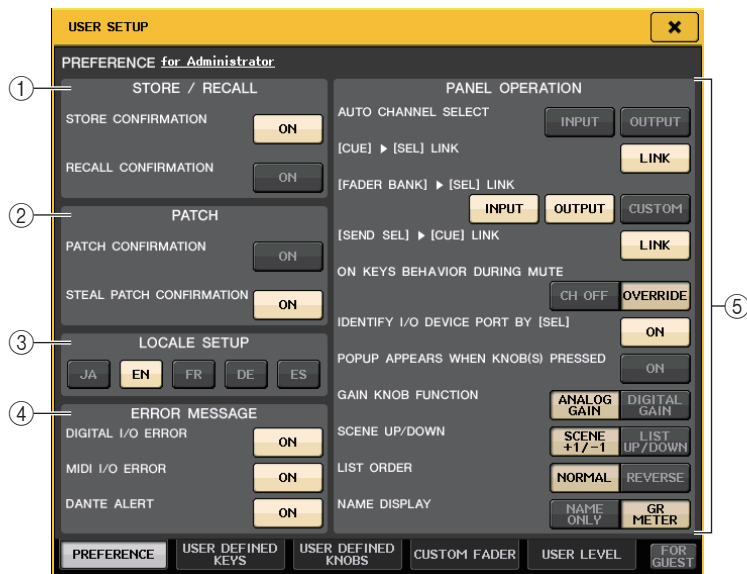 USER SETUP
PREFERENCE for Administrator
① STORE / RECALL
STORE CONFIRMATION ON
RECALL CONFIRMATION ON
② PATCH
PATCH CONFIRMATION ON
STEAL PATCH CONFIRMATION ON
③ LOCALE SETUP
JA EN FR DE ES
④ ERROR MESSAGE
DIGITAL I/O ERROR ON
MIDI I/O ERROR ON
DANTE ALERT ON
PANEL OPERATION
AUTO CHANNEL SELECT INPUT OUTPUT
[CUE] ▶ [SEL] LINK
LINK
[FADER BANK] ▶ [SEL] LINK
INPUT OUTPUT CUSTOM
[SEND SEL] ▶ [CUE] LINK
LINK
ON KEYS BEHAVIOR DURING MUTE
CH OFF OVERRIDE
⑤
IDENTIFY I/O DEVICE PORT BY [SEL]
ON
POPUP APPEARS WHEN KNOB(S) PRESSED ON
GAIN KNOB FUNCTION ANALOG GAIN DIGITAL GAIN
SCENE UP/DOWN SCENE +1/-1 LIST UP/DOWN
LIST ORDER NORMAL REVERSE
NAME DISPLAY NAME ONLY GR METER
PREFERENCE USER DEFINED KEYS USER DEFINED KNOBS CUSTOM FADER USER LEVEL FOR GUEST